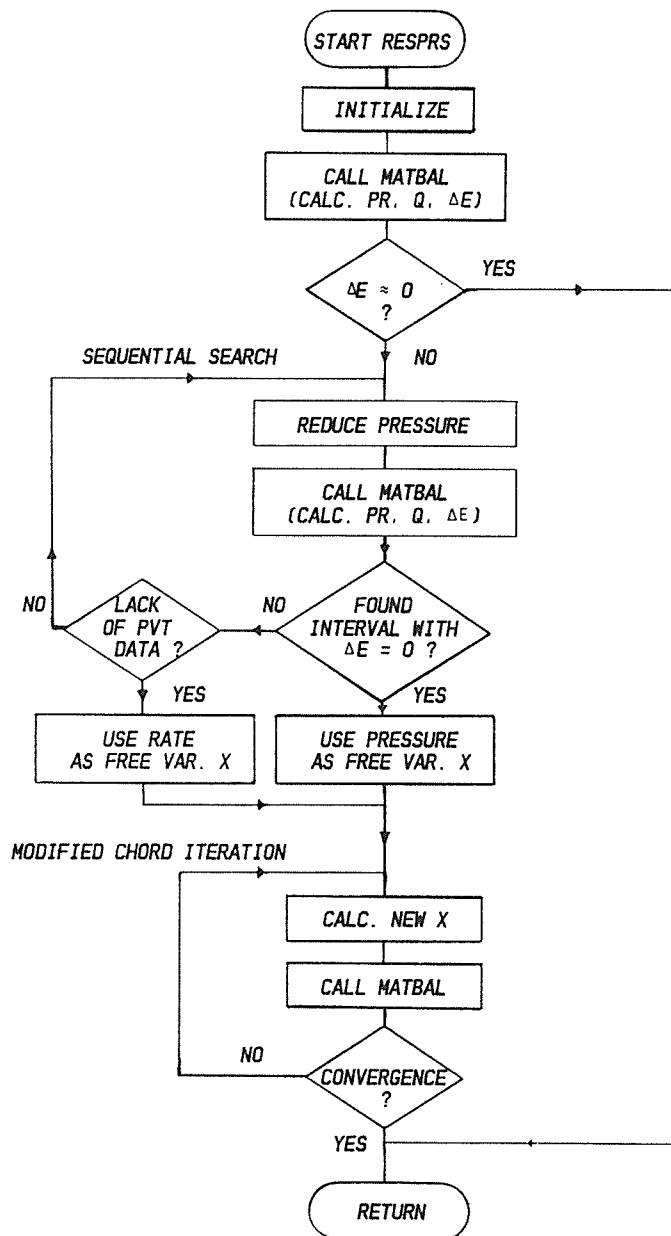 START RESPRS
INITIALIZE
CALL MATBAL
(CALC. PR, Q, ΔE)
ΔE ≈ 0
?
YES
NO
SEQUENTIAL SEARCH
REDUCE PRESSURE
CALL MATBAL
(CALC. PR, Q, ΔE)
NO
LACK
OF PVT
DATA ?
NO
FOUND
INTERVAL WITH
ΔE = 0 ?
YES
YES
USE RATE
AS FREE VAR. X
USE PRESSURE
AS FREE VAR. X
MODIFIED CHORD ITERATION
CALC. NEW X
CALL MATBAL
NO
CONVERGENCE
?
YES
RETURN